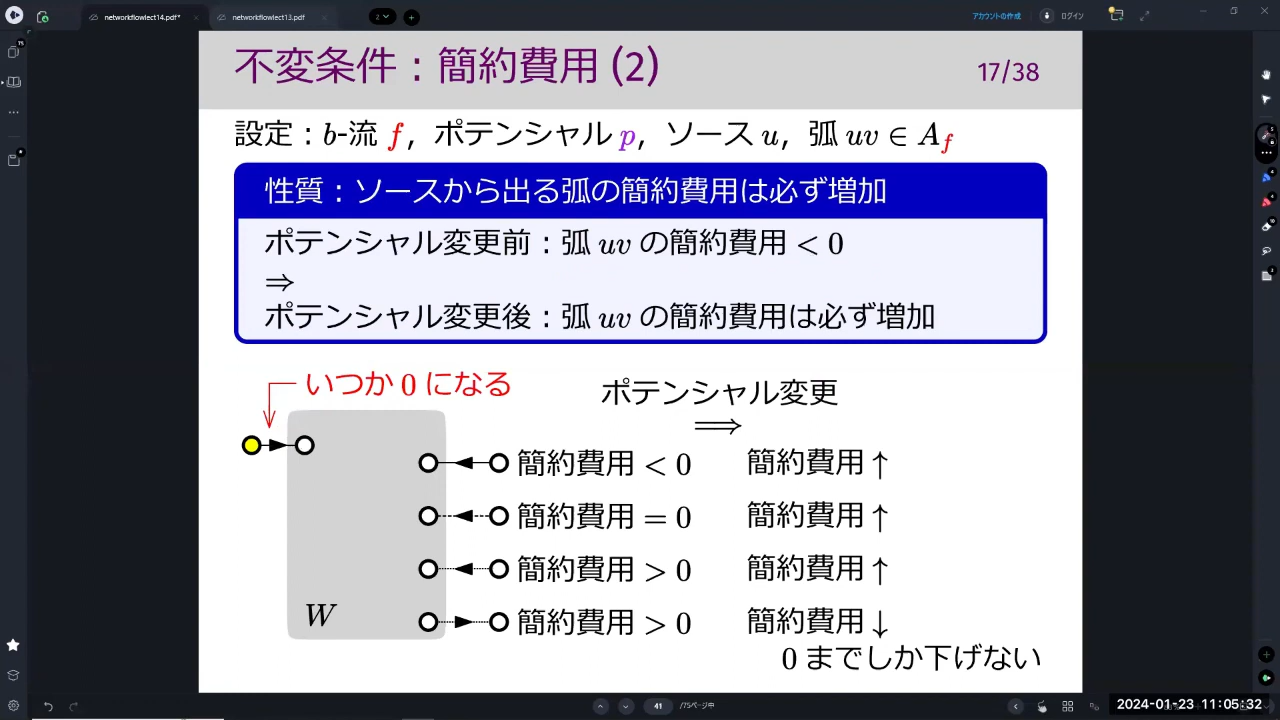 networkflowlect14.pdf*
networkflowlect13.pdf
2
アカウントの作成
ログイン
不変条件：簡約費用 (2)
17/38
設定：b-流 f，ポテンシャル p，ソース u，弧 uv ∈ A_f
性質：ソースから出る弧の簡約費用は必ず増加
ポテンシャル変更前：弧 uv の簡約費用 < 0
⇒
ポテンシャル変更後：弧 uv の簡約費用は必ず増加
いつか 0 になる
ポテンシャル変更
⟹
簡約費用 < 0 簡約費用 ↑
簡約費用 = 0 簡約費用 ↑
簡約費用 > 0 簡約費用 ↑
W
簡約費用 > 0 簡約費用 ↓
0 までしか下げない
41 /75ページ中
2024-01-23 11:05:32